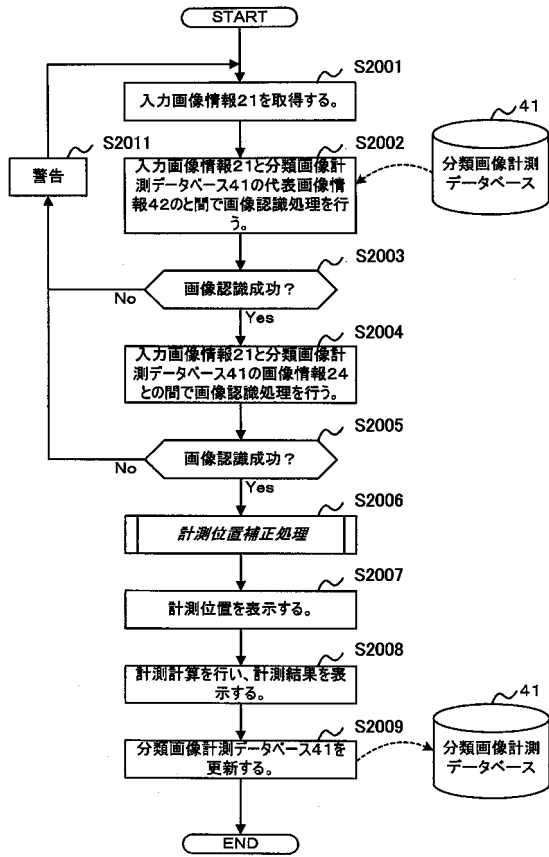 START
S2001
入力画像情報21を取得する。
S2011
警告
S2002
入力画像情報21と分類画像計
測データベース41の代表画像情
報42のと間で画像認識処理を行
う。
41
分類画像計測
データベース
S2003
画像認識成功？
No
Yes
S2004
入力画像情報21と分類画像計
測データベース41の画像情報24
との間で画像認識処理を行う。
S2005
画像認識成功？
No
Yes
S2006
計測位置補正処理
S2007
計測位置を表示する。
S2008
計測計算を行い、計測結果を表
示する。
S2009
分類画像計測データベース41を
更新する。
41
分類画像計測
データベース
END